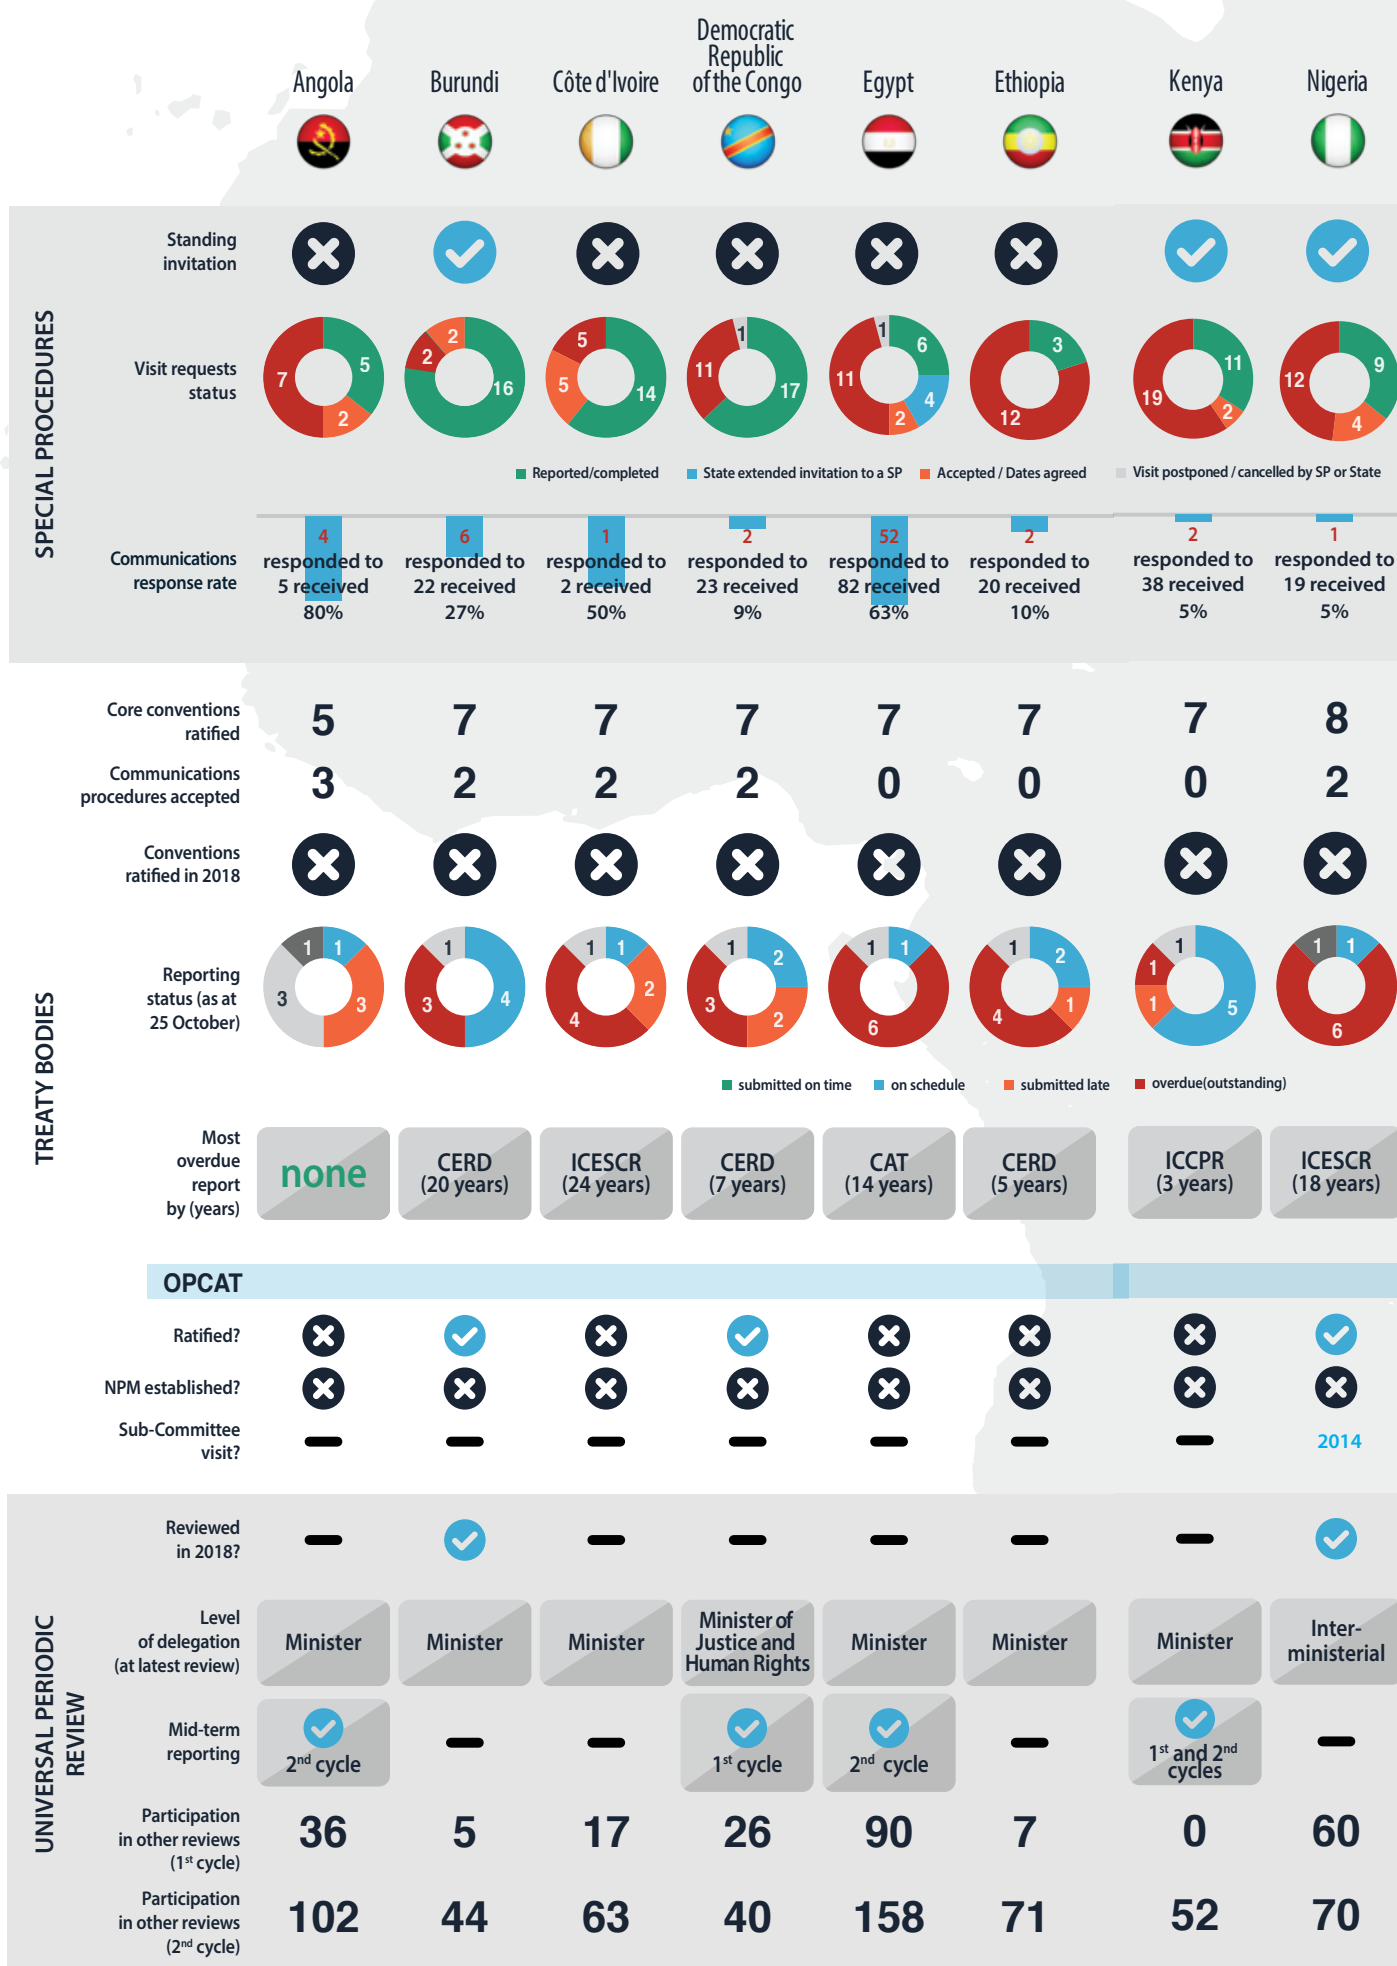 Angola
Burundi
Côte d'Ivoire
Democratic
Republic
of the Congo
Egypt
Ethiopia
Kenya
Nigeria
SPECIAL PROCEDURES
Standing
invitation
Visit requests
status
7 5 2
2 2 16
5 5 14
1 11 17
1 6 11 4 2
3 12
11 19 2
9 12 4
Reported/completed
State extended invitation to a SP
Accepted / Dates agreed
Visit postponed / cancelled by SP or State
Communications
response rate
4
responded to
5 received
80%
6
responded to
22 received
27%
1
responded to
2 received
50%
2
responded to
23 received
9%
52
responded to
82 received
63%
2
responded to
20 received
10%
2
responded to
38 received
5%
1
responded to
19 received
5%
TREATY BODIES
Core conventions
ratified
5 7 7 7 7 7 7 8
Communications
procedures accepted
3 2 2 2 0 0 0 2
Conventions
ratified in 2018
Reporting
status (as at
25 October)
1 1 3 3
1 3 4
1 1 2 4
1 2 3 2
1 1 6
1 2 4 1
1 1 1 5
1 1 6
submitted on time
on schedule
submitted late
overdue(outstanding)
Most
overdue
report
by (years)
none
CERD
(20 years)
ICESCR
(24 years)
CERD
(7 years)
CAT
(14 years)
CERD
(5 years)
ICCPR
(3 years)
ICESCR
(18 years)
OPCAT
Ratified?
NPM established?
Sub-Committee
visit?
2014
UNIVERSAL PERIODIC
REVIEW
Reviewed
in 2018?
Level
of delegation
(at latest review)
Minister
Minister
Minister
Minister of
Justice and
Human Rights
Minister
Minister
Minister
Inter-
ministerial
Mid-term
reporting
2nd cycle
1st cycle
2nd cycle
1st and 2nd
cycles
Participation
in other reviews
(1st cycle)
36 5 17 26 90 7 0 60
Participation
in other reviews
(2nd cycle)
102 44 63 40 158 71 52 70